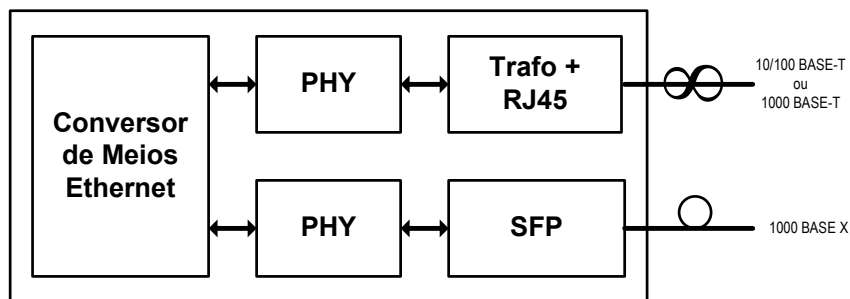 Conversor
de Meios
Ethernet
PHY
Trafo +
RJ45
10/100 BASE-T
ou
1000 BASE-T
PHY
SFP
1000 BASE X